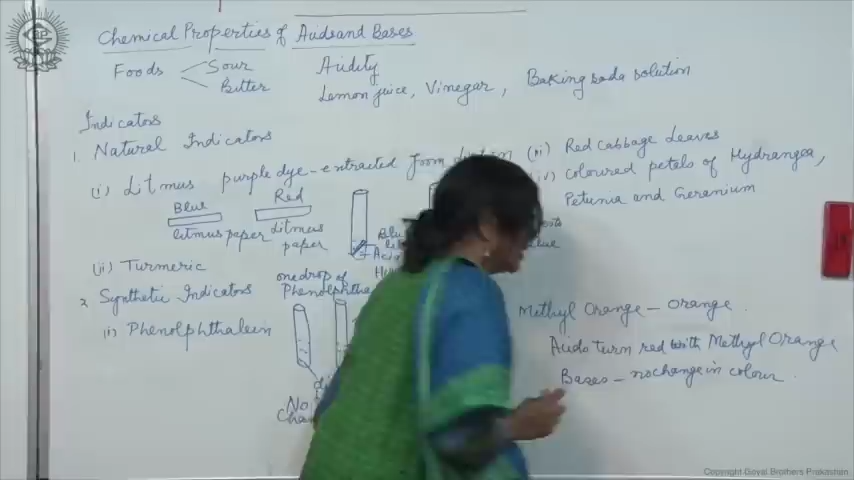 Chemical Properties of Acids and Bases
Foods Sour
Bitter
Acidity
Lemon juice, Vinegar, Baking soda solution
Indicators
1. Natural Indicators
(i) Litmus purple dye - extracted from
Blue
litmus paper
Red
litmus paper
(ii) Turmeric
(iii) Red Cabbage Leaves
(iv) Coloured petals of Hydrangea,
Petunia and Geranium
2. Synthetic Indicators
(i) Phenolphthalein
one drop of
No
Methyl Orange - Orange
Acids turn red with Methyl Orange
Bases - no change in colour.
Copyright Goyal Brothers Prakashan